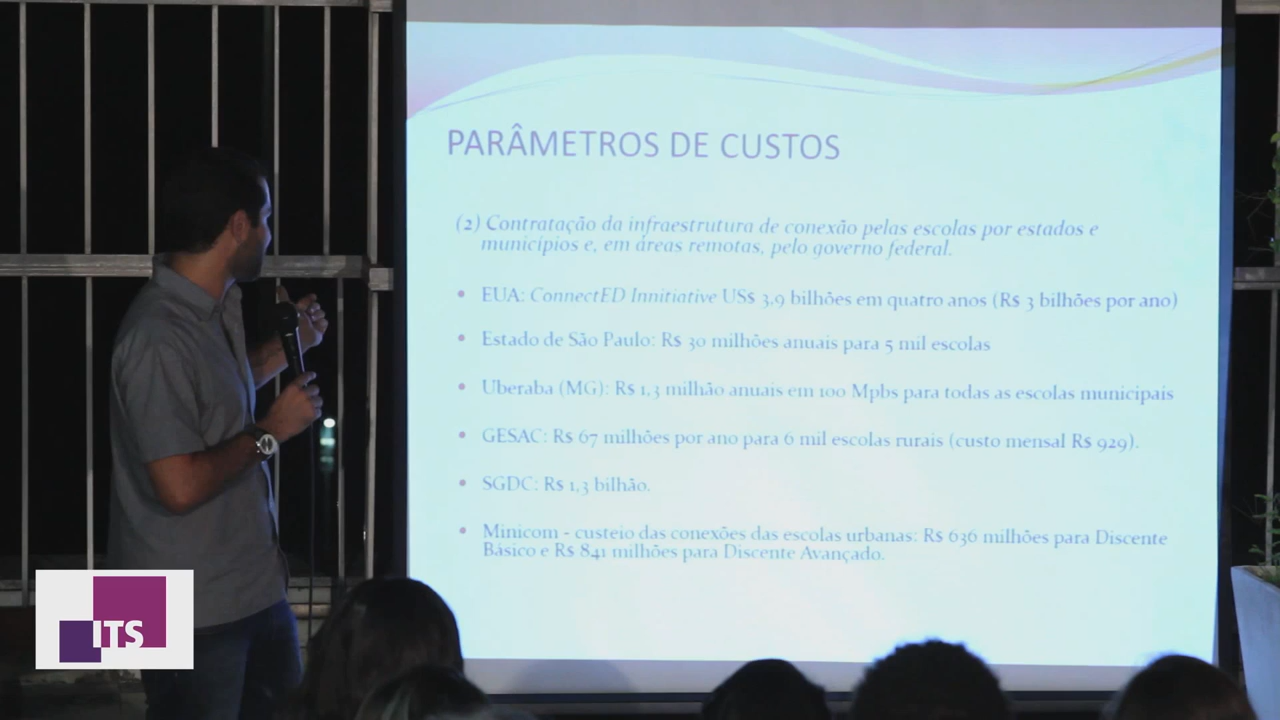 PARÂMETROS DE CUSTOS
(2) Contratação da infraestrutura de conexão pelas escolas por estados e
municípios e, em áreas remotas, pelo governo federal.
• EUA: ConnectED Innitiative US$ 3,9 bilhões em quatro anos (R$ 3 bilhões por ano)
• Estado de São Paulo: R$ 30 milhões anuais para 5 mil escolas
• Uberaba (MG): R$ 1,3 milhão anuais em 100 Mpbs para todas as escolas municipais
• GESAC: R$ 67 milhões por ano para 6 mil escolas rurais (custo mensal R$ 929).
• SGDC: R$ 1,3 bilhão.
• Minicom - custeio das conexões das escolas urbanas: R$ 636 milhões para Discente
Básico e R$ 841 milhões para Discente Avançado.
ITS